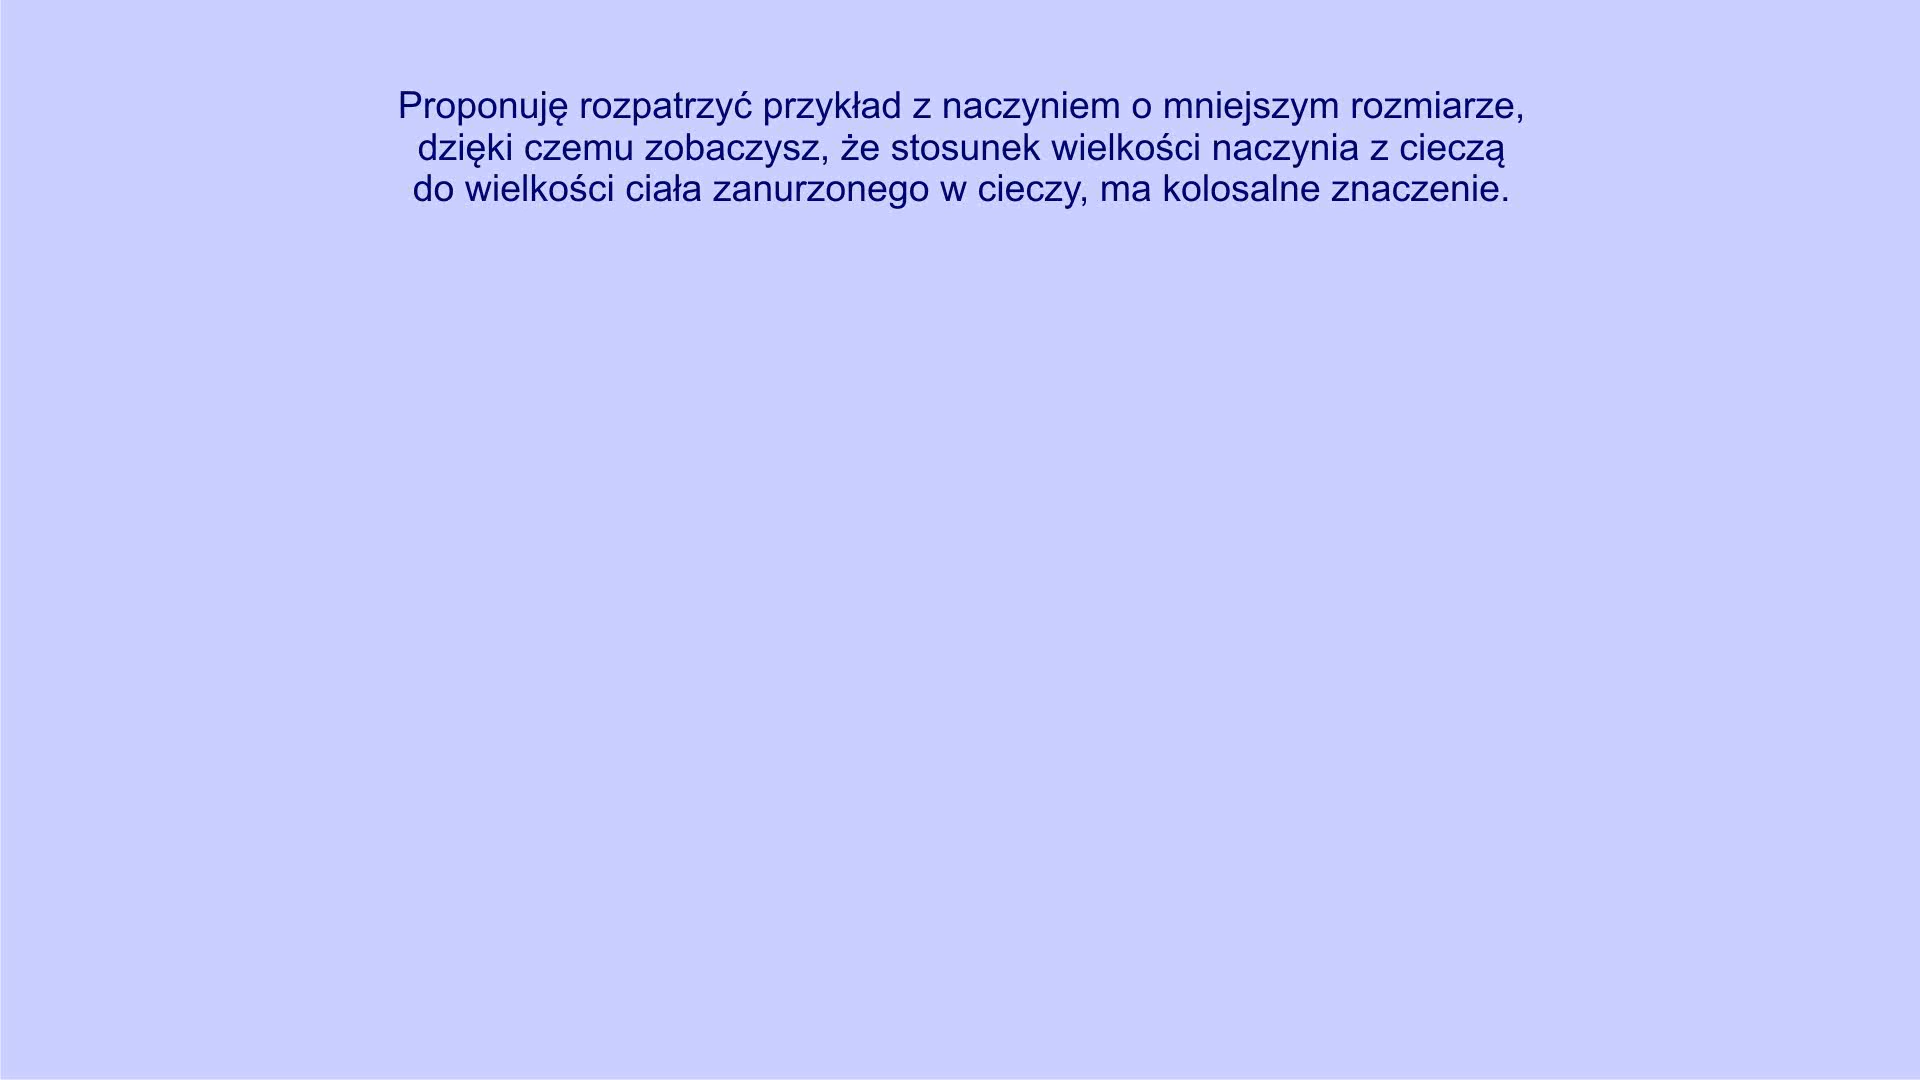 Proponuję rozpatrzyć przykład z naczyniem o mniejszym rozmiarze,
dzięki czemu zobaczysz, że stosunek wielkości naczynia z cieczą
do wielkości ciała zanurzonego w cieczy, ma kolosalne znaczenie.